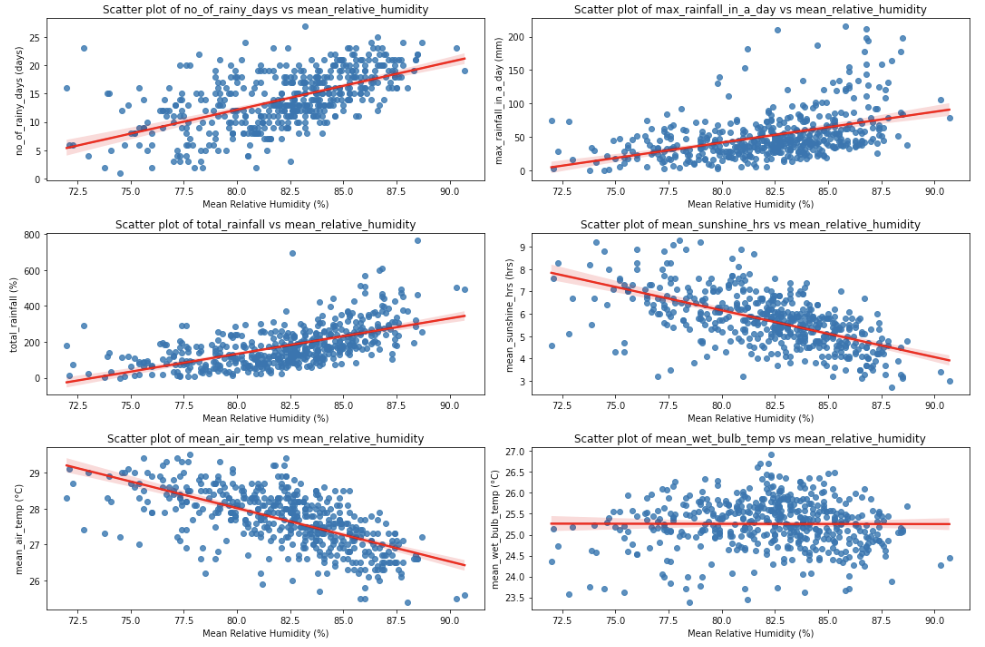 Scatter plot of no_of_rainy_days vs mean_relative_humidity
no_of_rainy_days (days)
25
20
15
10
5
0
72.5 75.0 77.5 80.0 82.5 85.0 87.5 90.0
Mean Relative Humidity (%)
Scatter plot of max_rainfall_in_a_day vs mean_relative_humidity
max_rainfall_in_a_day (mm)
200
150
100
50
0
72.5 75.0 77.5 80.0 82.5 85.0 87.5 90.0
Mean Relative Humidity (%)
Scatter plot of total_rainfall vs mean_relative_humidity
total_rainfall (%)
800
600
400
200
0
72.5 75.0 77.5 80.0 82.5 85.0 87.5 90.0
Mean Relative Humidity (%)
Scatter plot of mean_sunshine_hrs vs mean_relative_humidity
mean_sunshine_hrs (hrs)
9
8
7
6
5
4
3
72.5 75.0 77.5 80.0 82.5 85.0 87.5 90.0
Mean Relative Humidity (%)
Scatter plot of mean_air_temp vs mean_relative_humidity
mean_air_temp (°C)
29
28
27
26
72.5 75.0 77.5 80.0 82.5 85.0 87.5 90.0
Mean Relative Humidity (%)
Scatter plot of mean_wet_bulb_temp vs mean_relative_humidity
mean_wet_bulb_temp (°C)
27.0
26.5
26.0
25.5
25.0
24.5
24.0
23.5
72.5 75.0 77.5 80.0 82.5 85.0 87.5 90.0
Mean Relative Humidity (%)